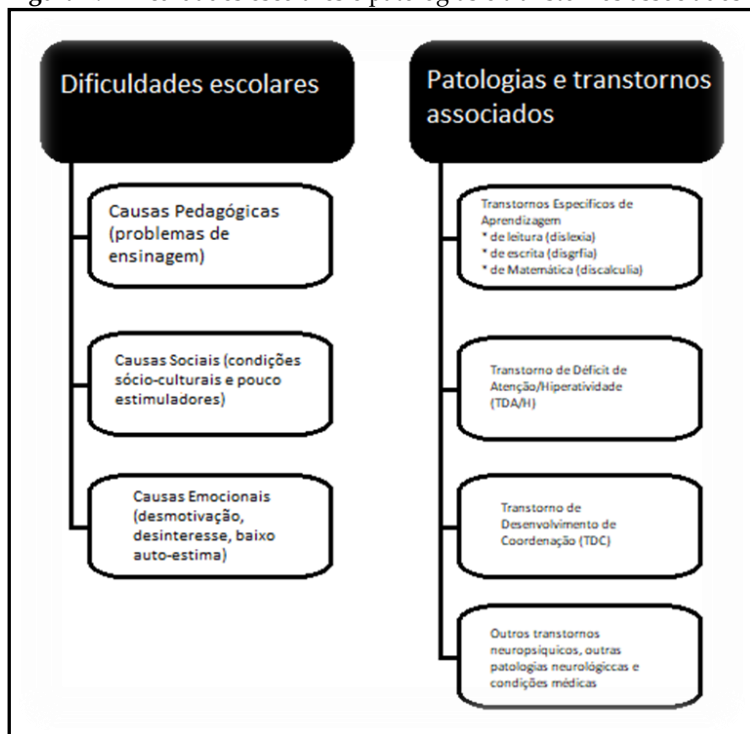 Dificuldades escolares
Causas Pedagógicas
(problemas de
ensinagem)
Causas Sociais (condições
sócio-culturais e pouco
estimuladores)
Causas Emocionais
(desmotivação,
desinteresse, baixo
auto-estima)
Patologias e transtornos
associados
Transtornos Específicos de
Aprendizagem
* de leitura (dislexia)
* de escrita (disgrfia)
* de Matemática (discalculia)
Transtorno de Déficit de
Atenção/Hiperatividade
(TDA/H)
Transtorno de
Desenvolvimento de
Coordenação (TDC)
Outros transtornos
neuropsíquicos, outras
patologias neurológiccas e
condições médicas